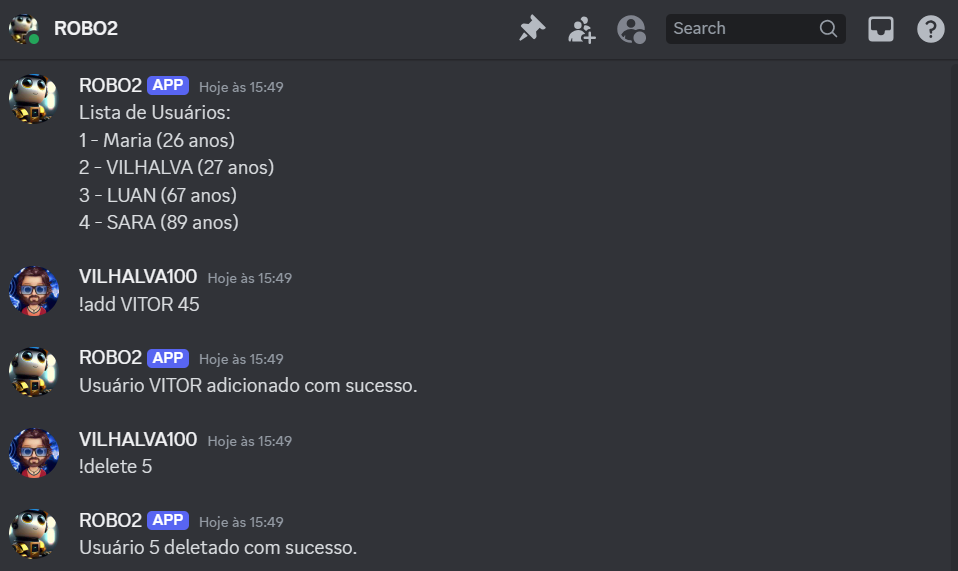 ROBO2
Search
ROBO2 APP Hoje às 15:49
Lista de Usuários:
1 - Maria (26 anos)
2 - VILHALVA (27 anos)
3 - LUAN (67 anos)
4 - SARA (89 anos)
VILHALVA100 Hoje às 15:49
!add VITOR 45
ROBO2 APP Hoje às 15:49
Usuário VITOR adicionado com sucesso.
VILHALVA100 Hoje às 15:49
!delete 5
ROBO2 APP Hoje às 15:49
Usuário 5 deletado com sucesso.